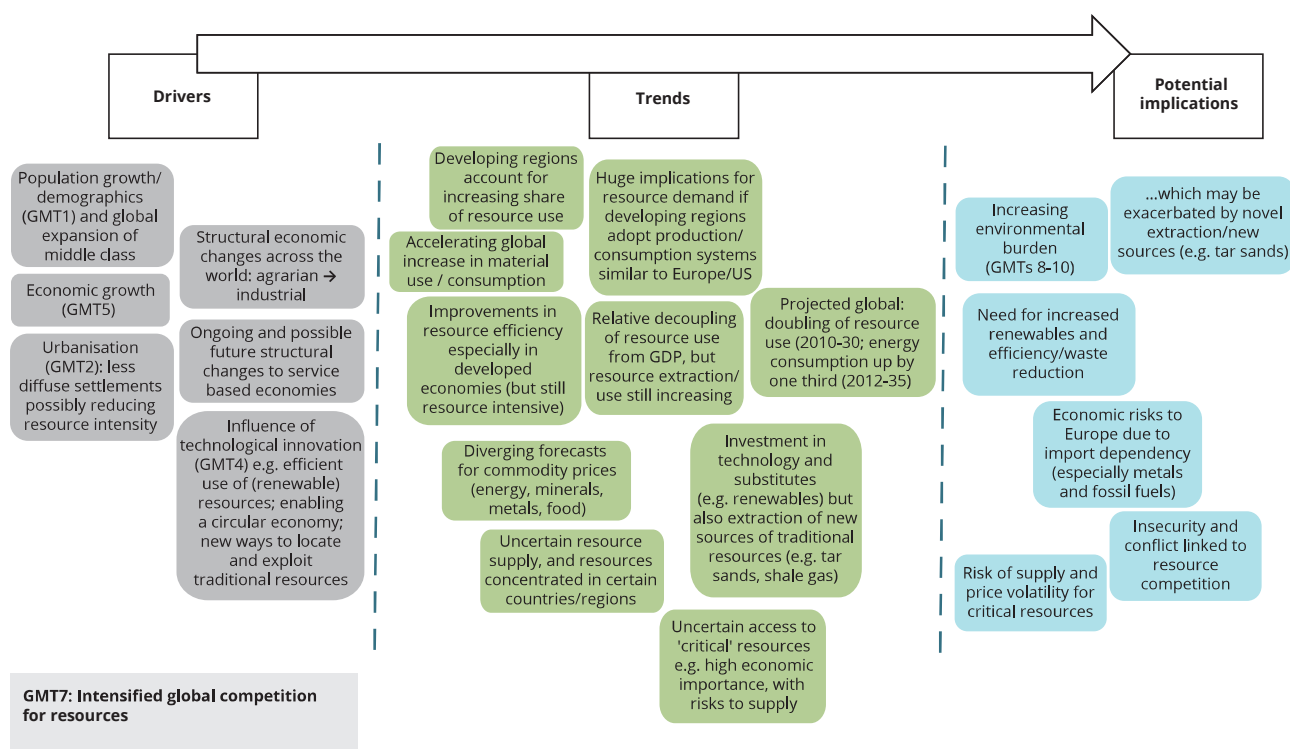 Drivers
Trends
Potential
implications
Population growth/
demographics
(GMT1) and global
expansion of
middle class
Economic growth
(GMT5)
Urbanisation
(GMT2): less
diffuse settlements
possibly reducing
resource intensity
Structural economic
changes across the
world: agrarian →
industrial
Ongoing and possible
future structural
changes to service
based economies
Influence of
technological innovation
(GMT4) e.g. efficient
use of (renewable)
resources; enabling
a circular economy;
new ways to locate
and exploit
traditional resources
Developing regions
account for
increasing share
of resource use
Accelerating global
increase in material
use / consumption
Improvements in
resource efficiency
especially in
developed
economies (but still
resource intensive)
Huge implications for
resource demand if
developing regions
adopt production/
consumption systems
similar to Europe/US
Relative decoupling
of resource use
from GDP, but
resource extraction/
use still increasing
Projected global:
doubling of resource
use (2010-30; energy
consumption up by
one third (2012-35)
Diverging forecasts
for commodity prices
(energy, minerals,
metals, food)
Uncertain resource
supply, and resources
concentrated in certain
countries/regions
Investment in
technology and
substitutes
(e.g. renewables) but
also extraction of new
sources of traditional
resources (e.g. tar
sands, shale gas)
Uncertain access to
'critical' resources
e.g. high economic
importance, with
risks to supply
Increasing
environmental
burden
(GMTs 8-10)
...which may be
exacerbated by novel
extraction/new
sources (e.g. tar sands)
Need for increased
renewables and
efficiency/waste
reduction
Economic risks to
Europe due to
import dependency
(especially metals
and fossil fuels)
Insecurity and
conflict linked to
resource
competition
Risk of supply and
price volatility for
critical resources
GMT7: Intensified global competition
for resources